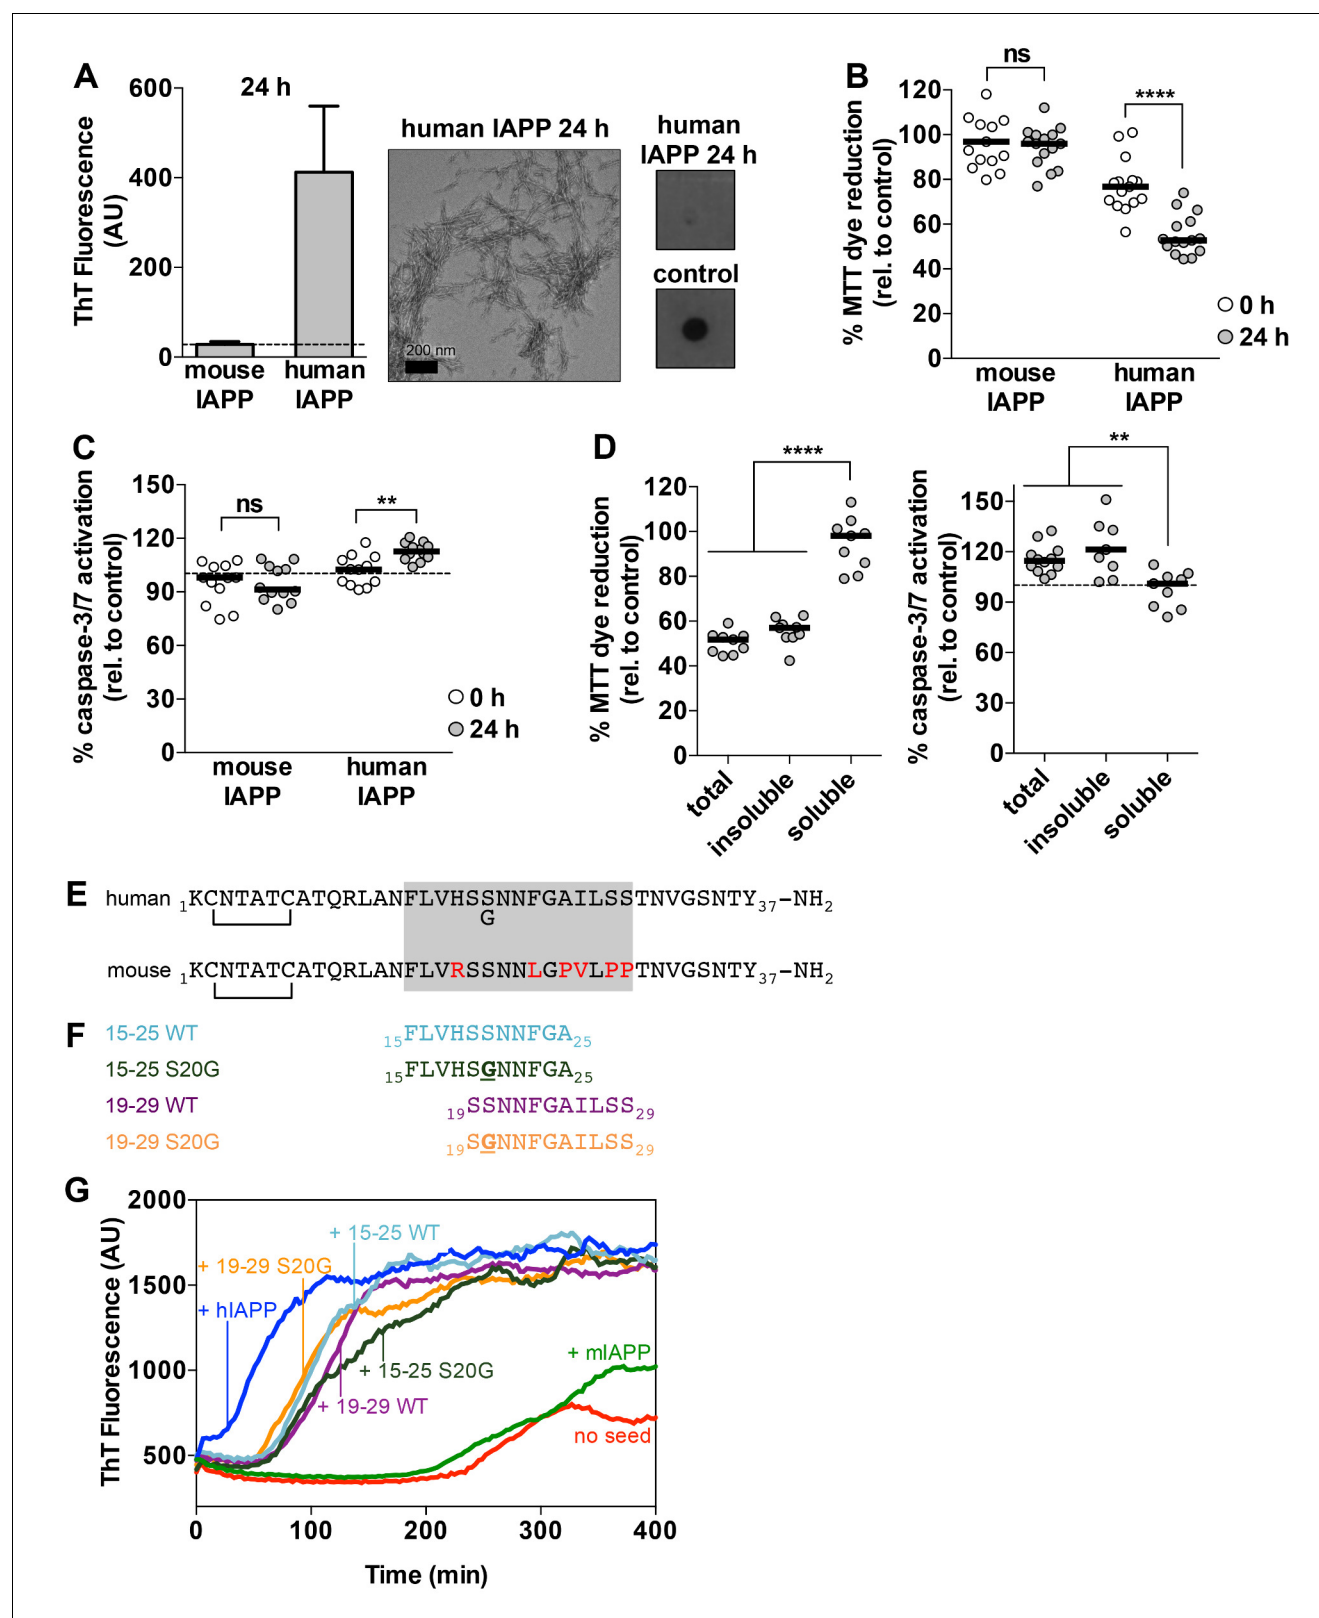 A
24 h
ThT Fluorescence
(AU)
600
400
200
0
mouse
IAPP
human
IAPP
human IAPP 24 h
200 nm
human
IAPP 24 h
control
B
% MTT dye reduction
(rel. to control)
120
100
80
60
40
20
0
ns
****
0 h
24 h
mouse
IAPP
human
IAPP
C
% caspase-3/7 activation
(rel. to control)
150
120
90
60
30
0
ns
**
0 h
24 h
mouse
IAPP
human
IAPP
D
% MTT dye reduction
(rel. to control)
120
100
80
60
40
20
0
****
total
insoluble
soluble
% caspase-3/7 activation
(rel. to control)
150
120
90
60
30
0
**
total
insoluble
soluble
E
human 1KCNTATCATQRLANFLVHSSNNFGAILSSTNVGSNTY37-NH2
G
mouse 1KCNTATCATQRLANFLVRSSNNLGPVLPPTNVGSNTY37-NH2
F
15-25 WT 15FLVHSSNNFGA25
15-25 S20G 15FLVHSGNNFGA25
19-29 WT 19SSNNFGAILSS29
19-29 S20G 19SGNNFGAILSS29
G
ThT Fluorescence (AU)
2000
1500
1000
500
+ 15-25 WT
+ 19-29 S20G
+ hIAPP
+ mIAPP
+ 15-25 S20G
+ 19-29 WT
no seed
0
100
200
300
400
Time (min)